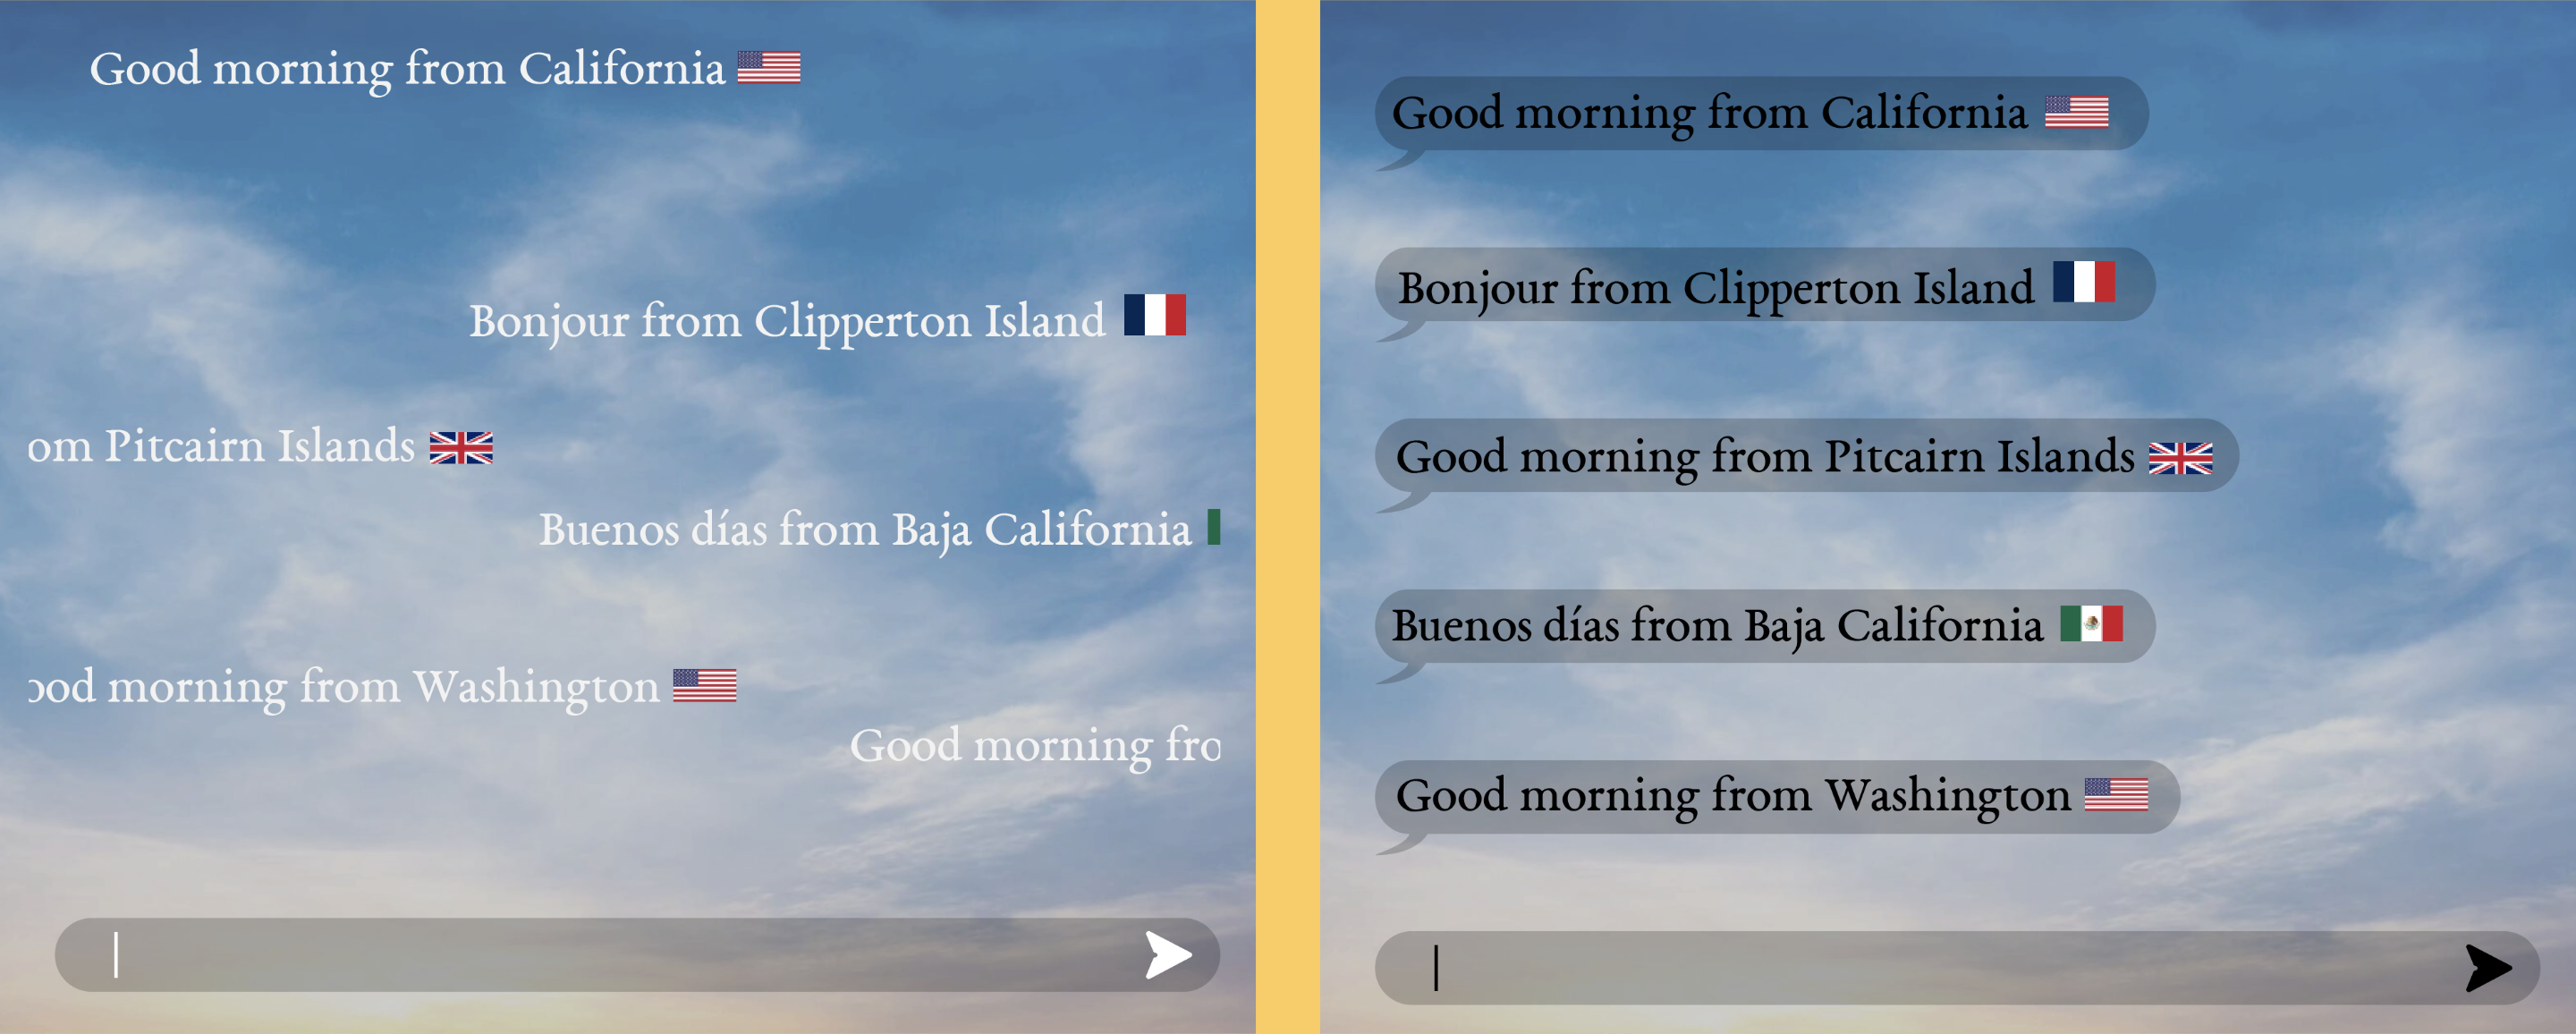 Good morning from California
Bonjour from Clipperton Island
om Pitcairn Islands
Buenos días from Baja California
ood morning from Washington
Good morning fro
Good morning from California
Bonjour from Clipperton Island
Good morning from Pitcairn Islands
Buenos días from Baja California
Good morning from Washington